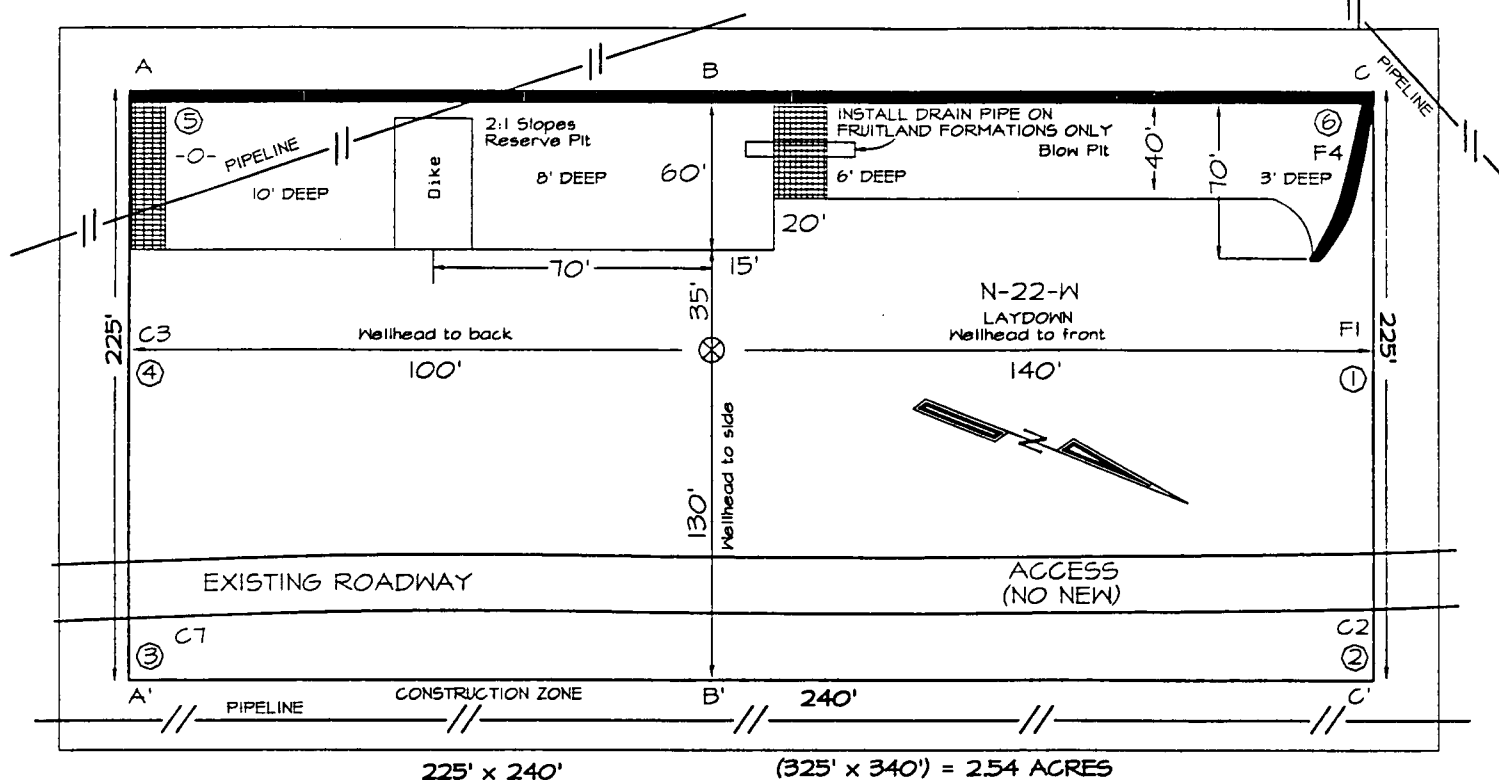 A
B
C
PIPELINE
⑤
-O-
PIPELINE
10' DEEP
Dike
2:1 Slopes
Reserve Pit
8' DEEP
60'
INSTALL DRAIN PIPE ON
FRUITLAND FORMATIONS ONLY
Blow Pit
6' DEEP
20'
40'
70'
⑥
F4
3' DEEP
70'
15'
35'
N-22-W
LAYDOWN
Wellhead to front
140'
225'
C3
④
Wellhead to back
100'
F1
①
225'
Wellhead to side
130'
N
EXISTING ROADWAY
ACCESS
(NO NEW)
C7
③
C2
②
A'
CONSTRUCTION ZONE
B'
240'
C'
PIPELINE
225' x 240'
(325' x 340') = 2.54 ACRES